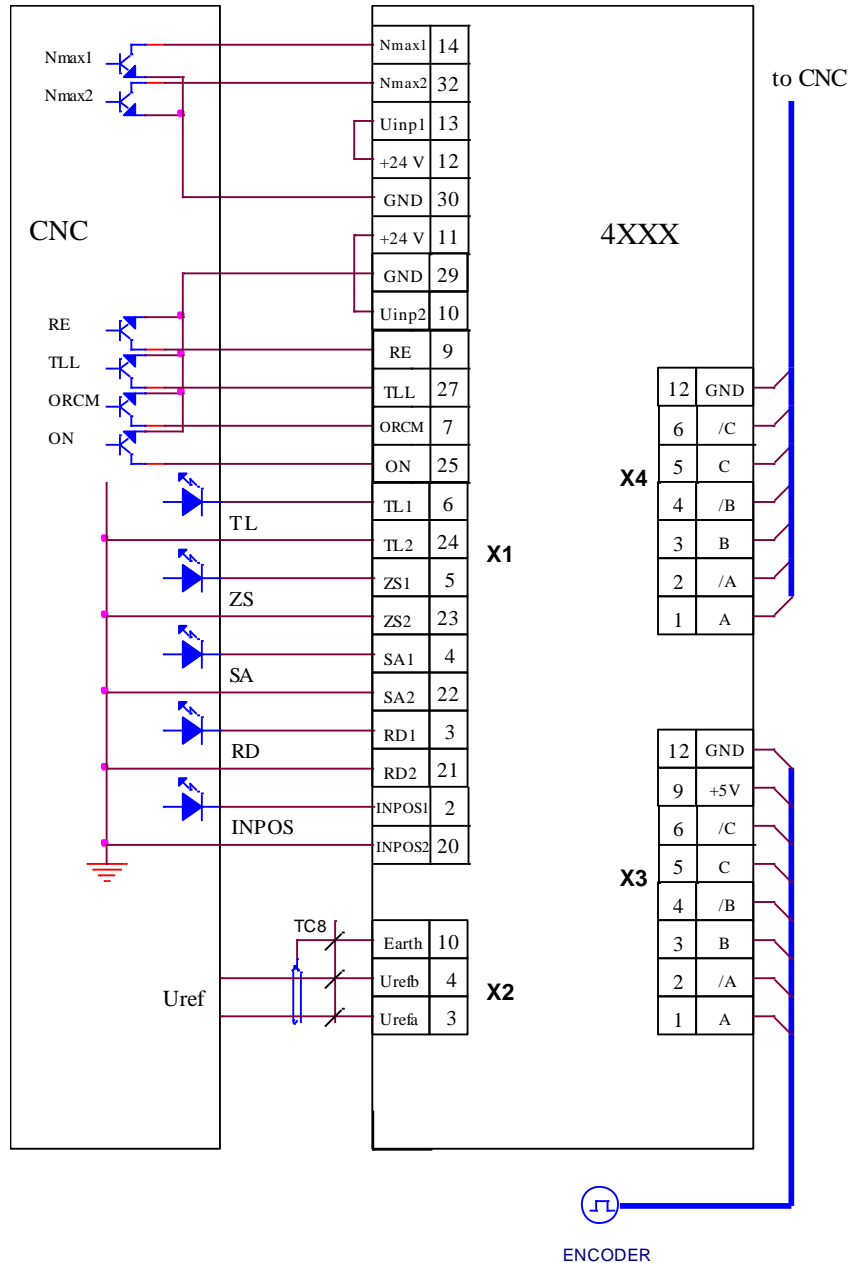 Nmax1
Nmax2
CNC
RE
TLL
ORCM
ON
TL
ZS
SA
RD
INPOS
TC8
Uref
Nmax1 14
Nmax2 32
Uinp1 13
+24 V 12
GND 30
+24 V 11
GND 29
Uinp2 10
RE 9
TLL 27
ORCM 7
ON 25
TL1 6
TL2 24
ZS1 5
ZS2 23
SA1 4
SA2 22
RD1 3
RD2 21
INPOS1 2
INPOS2 20
X1
Earth 10
Urefb 4
Urefa 3
X2
4XXX
to CNC
X4
12 GND
6 /C
5 C
4 /B
3 B
2 /A
1 A
X3
12 GND
9 +5V
6 /C
5 C
4 /B
3 B
2 /A
1 A
ENCODER